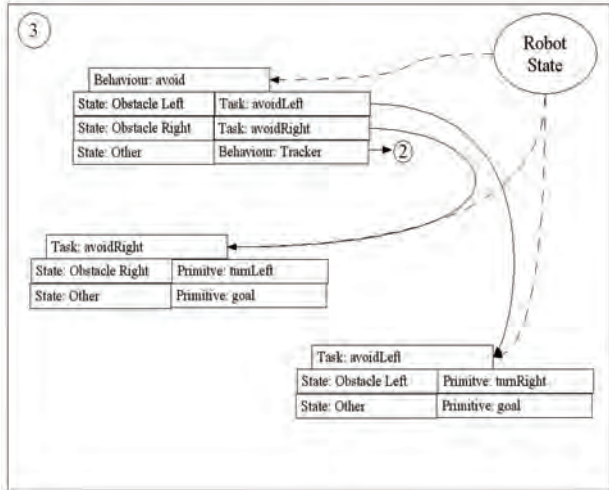 3
Robot
State
Behaviour: avoid
State: Obstacle Left Task: avoidLeft
State: Obstacle Right Task: avoidRight
State: Other Behaviour: Tracker 2
Task: avoidRight
State: Obstacle Right Primitve: turnLeft
State: Other Primitive: goal
Task: avoidLeft
State: Obstacle Left Primitve: turnRight
State: Other Primitive: goal